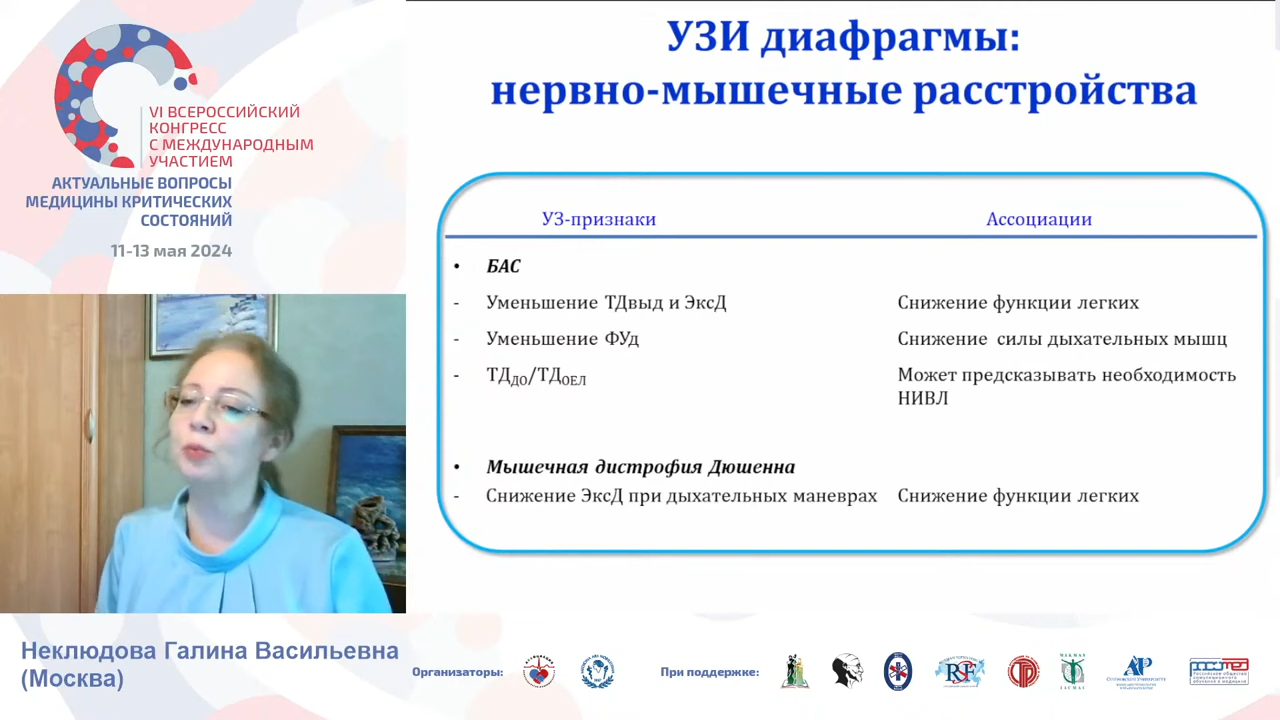 VI ВСЕРОССИЙСКИЙ
КОНГРЕСС
С МЕЖДУНАРОДНЫМ
УЧАСТИЕМ
АКТУАЛЬНЫЕ ВОПРОСЫ
МЕДИЦИНЫ КРИТИЧЕСКИХ
СОСТОЯНИЙ
11-13 мая 2024
УЗИ диафрагмы:
нервно-мышечные расстройства
УЗ-признаки Ассоциации
• БАС
- Уменьшение ТДвыд и ЭксД Снижение функции легких
- Уменьшение ФУд Снижение силы дыхательных мышц
- ТДДО/ТДОЕЛ Может предсказывать необходимость
НИВЛ
• Мышечная дистрофия Дюшенна
- Снижение ЭксД при дыхательных маневрах Снижение функции легких
Неклюдова Галина Васильевна
(Москва)
Организаторы:
При поддержке: